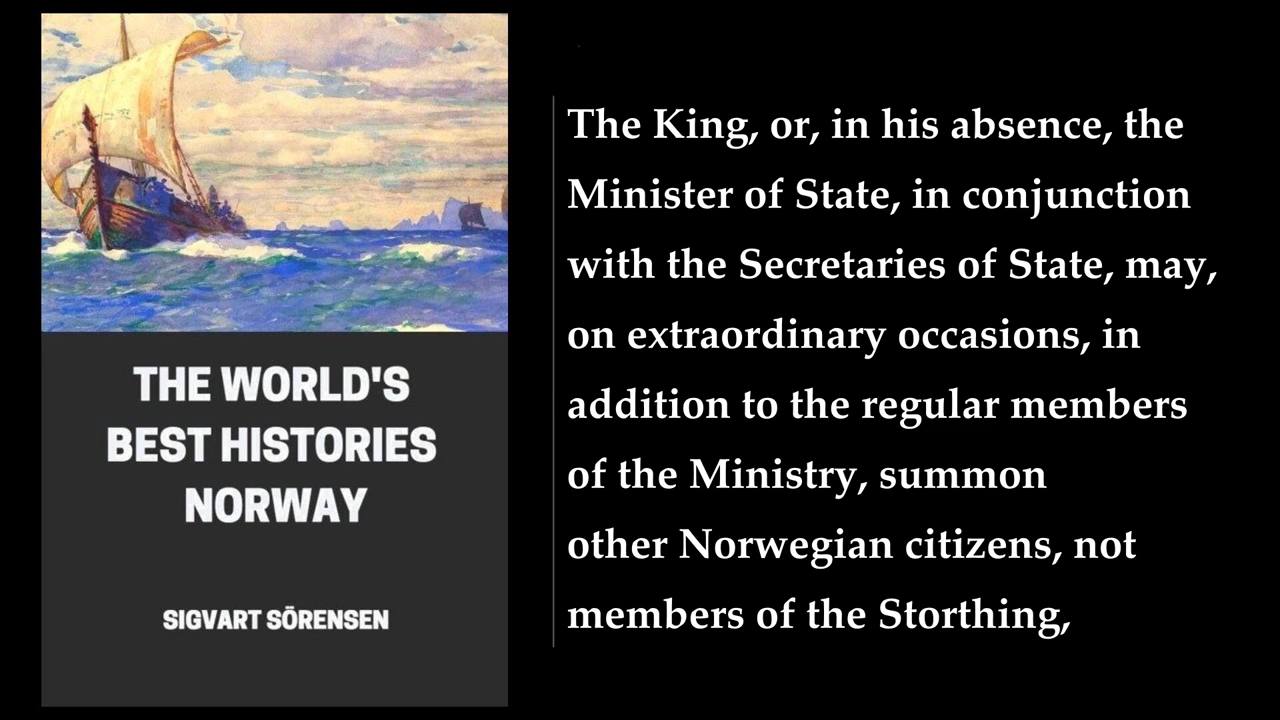 THE WORLD'S
BEST HISTORIES
NORWAY
SIGVART SÖRENSEN
The King, or, in his absence, the
Minister of State, in conjunction
with the Secretaries of State, may,
on extraordinary occasions, in
addition to the regular members
of the Ministry, summon
other Norwegian citizens, not
members of the Storthing,